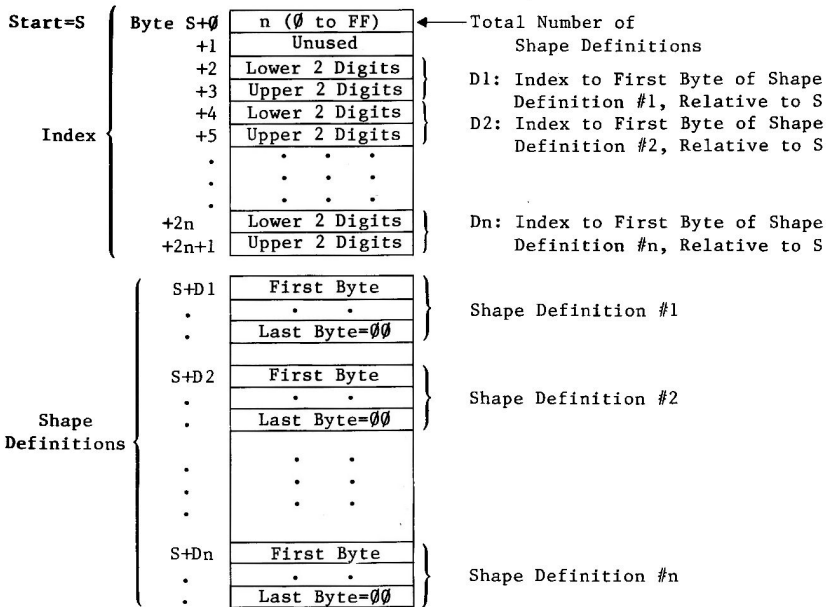 Start=S Byte S+Ø n (Ø to FF) Total Number of
+1 Unused Shape Definitions
+2 Lower 2 Digits D1: Index to First Byte of Shape
+3 Upper 2 Digits Definition #1, Relative to S
+4 Lower 2 Digits D2: Index to First Byte of Shape
Index +5 Upper 2 Digits Definition #2, Relative to S
+2n Lower 2 Digits Dn: Index to First Byte of Shape
+2n+1 Upper 2 Digits Definition #n, Relative to S
S+D1 First Byte
Shape Definition #1
Last Byte=ØØ
S+D2 First Byte
Shape Definition #2
Shape Last Byte=ØØ
Definitions
S+Dn First Byte
Shape Definition #n
Last Byte=ØØ